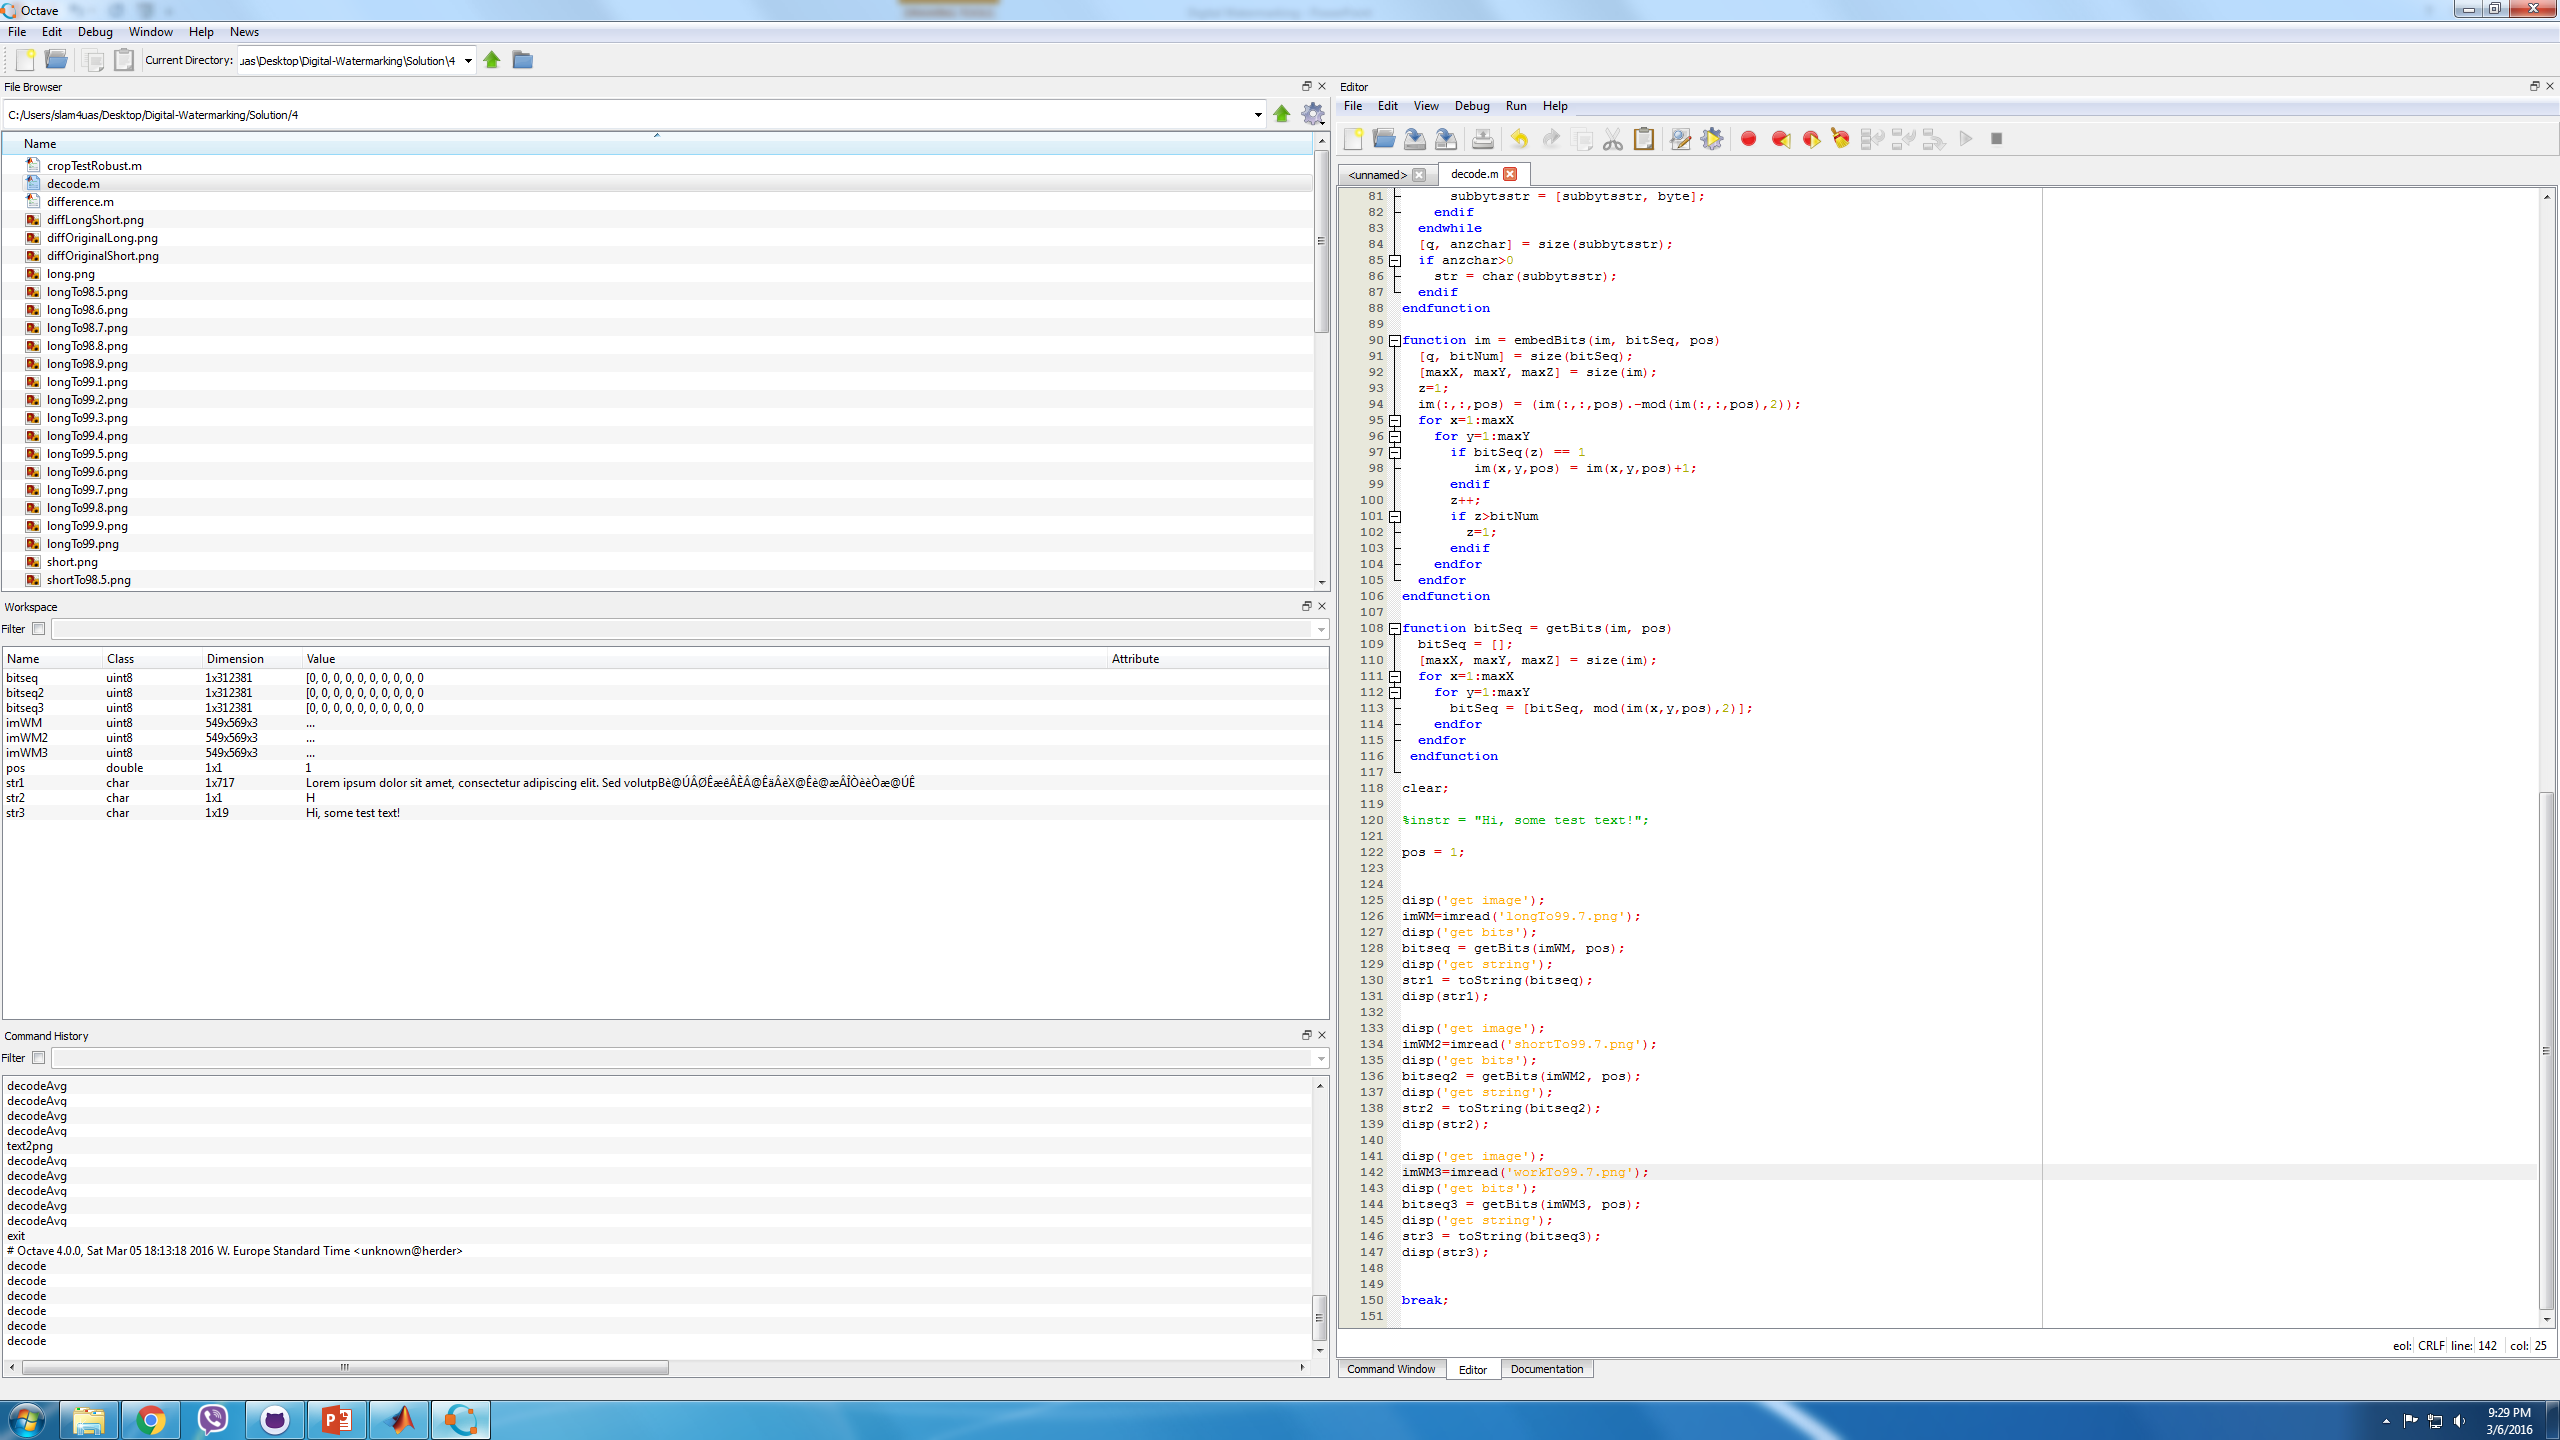 Octave
File Edit Debug Window Help News
Current Directory: uas\Desktop\Digital-Watermarking\Solution\4
File Browser
C:/Users/slam4uas/Desktop/Digital-Watermarking/Solution/4
Name
cropTestRobust.m
decode.m
difference.m
diffLongShort.png
diffOriginalLong.png
diffOriginalShort.png
long.png
longTo98.5.png
longTo98.6.png
longTo98.7.png
longTo98.8.png
longTo98.9.png
longTo99.1.png
longTo99.2.png
longTo99.3.png
longTo99.4.png
longTo99.5.png
longTo99.6.png
longTo99.7.png
longTo99.8.png
longTo99.9.png
longTo99.png
short.png
shortTo98.5.png
Workspace
Filter
Name Class Dimension Value Attribute
bitseq uint8 1x312381 [0, 0, 0, 0, 0, 0, 0, 0, 0, 0
bitseq2 uint8 1x312381 [0, 0, 0, 0, 0, 0, 0, 0, 0, 0
bitseq3 uint8 1x312381 [0, 0, 0, 0, 0, 0, 0, 0, 0, 0
imWM uint8 549x569x3 ...
imWM2 uint8 549x569x3 ...
imWM3 uint8 549x569x3 ...
pos double 1x1 1
str1 char 1x717 Lorem ipsum dolor sit amet, consectetur adipiscing elit. Sed volutpBè@ÚÂØÊæéÂÈÂ@ÊäÂèX@Êè@æÂÎÒèèÒæ@ÚÊ
str2 char 1x1 H
str3 char 1x19 Hi, some test text!
Command History
Filter
decodeAvg
decodeAvg
decodeAvg
decodeAvg
text2png
decodeAvg
decodeAvg
decodeAvg
decodeAvg
decodeAvg
exit
# Octave 4.0.0, Sat Mar 05 18:13:18 2016 W. Europe Standard Time <unknown@herder>
decode
decode
decode
decode
decode
decode
Editor
File Edit View Debug Run Help
<unnamed> decode.m
81 subbytsstr = [subbytsstr, byte];
82 endif
83 endwhile
84 [q, anzchar] = size(subbytsstr);
85 if anzchar>0
86 str = char(subbytsstr);
87 endif
88 endfunction
89
90 function im = embedBits(im, bitSeq, pos)
91 [q, bitNum] = size(bitSeq);
92 [maxX, maxY, maxZ] = size(im);
93 z=1;
94 im(:,:,pos) = (im(:,:,pos).-mod(im(:,:,pos),2));
95 for x=1:maxX
96 for y=1:maxY
97 if bitSeq(z) == 1
98 im(x,y,pos) = im(x,y,pos)+1;
99 endif
100 z++;
101 if z>bitNum
102 z=1;
103 endif
104 endfor
105 endfor
106 endfunction
107
108 function bitSeq = getBits(im, pos)
109 bitSeq = [];
110 [maxX, maxY, maxZ] = size(im);
111 for x=1:maxX
112 for y=1:maxY
113 bitSeq = [bitSeq, mod(im(x,y,pos),2)];
114 endfor
115 endfor
116 endfunction
117
118 clear;
119
120 %instr = "Hi, some test text!";
121
122 pos = 1;
123
124
125 disp('get image');
126 imWM=imread('longTo99.7.png');
127 disp('get bits');
128 bitseq = getBits(imWM, pos);
129 disp('get string');
130 str1 = toString(bitseq);
131 disp(str1);
132
133 disp('get image');
134 imWM2=imread('shortTo99.7.png');
135 disp('get bits');
136 bitseq2 = getBits(imWM2, pos);
137 disp('get string');
138 str2 = toString(bitseq2);
139 disp(str2);
140
141 disp('get image');
142 imWM3=imread('workTo99.7.png');
143 disp('get bits');
144 bitseq3 = getBits(imWM3, pos);
145 disp('get string');
146 str3 = toString(bitseq3);
147 disp(str3);
148
149
150 break;
151
eol: CRLF line: 142 col: 25
Command Window Editor Documentation
9:29 PM
3/6/2016